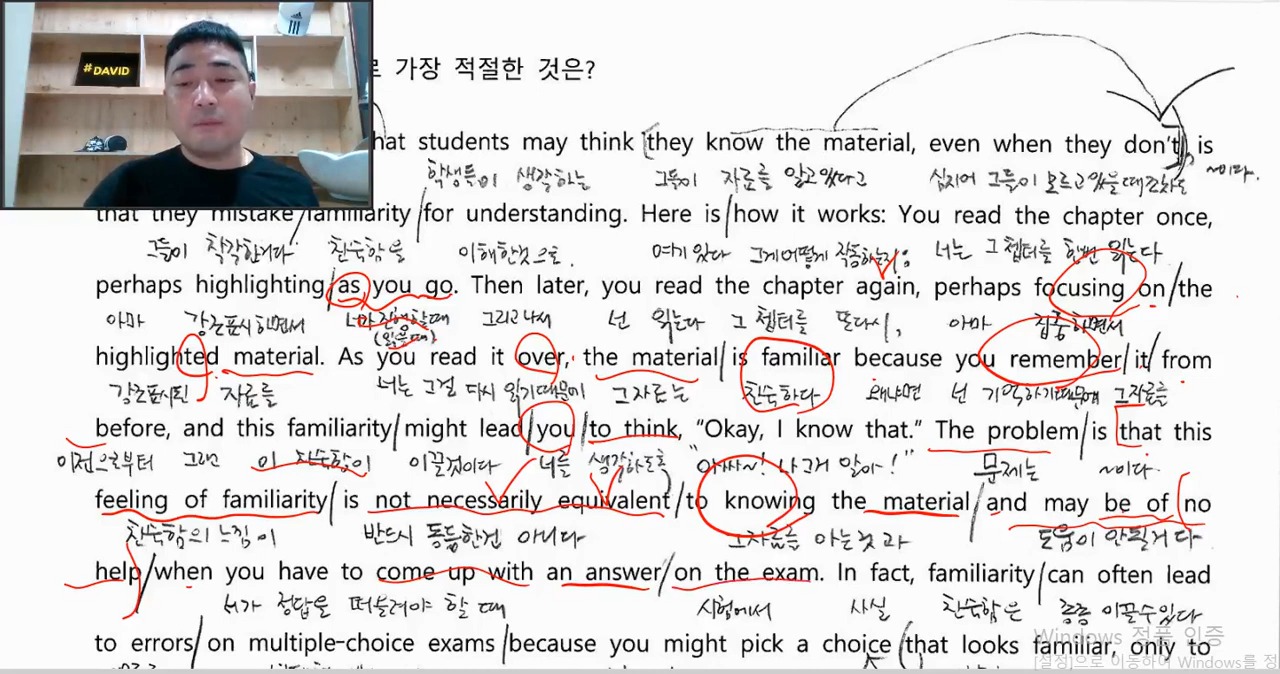 #DAVID
가장 적절한 것은?
students may think they know the material, even when they don't, is
학생들이 생각하는 그들이 자료를 알고있다고 심지어 그들이 모르고있을때조차도 ~이다.
that they mistake familiarity for understanding. Here is how it works: You read the chapter once,
그들이 착각한거다 친숙함을 이해한것으로. 여기있다 그게어떻게 작동하는지; 너는 그 챕터를 한번 읽는다
perhaps highlighting as you go. Then later, you read the chapter again, perhaps focusing on the
아마 강조표시하면서 너가 진행할때 그리고나서 넌 읽는다 그 챕터를 또다시, 아마 집중하면서
(읽을때)
highlighted material. As you read it over, the material is familiar because you remember it from
강조표시된 자료를 너는 그걸 다시 읽기때문에 그자료는 친숙하다 왜냐면 넌 기억하기때문에 그자료를
before, and this familiarity might lead you to think, “Okay, I know that.” The problem is that this
이전으로부터 그런 이 친숙함이 이끌것이다 너를 생각하도록 "아싸~! 나 그거 알아!" 문제는 ~이다.
feeling of familiarity is not necessarily equivalent to knowing the material and may be of no
친숙함의 느낌이 반드시 동등한건 아니다 그자료를 아는것과 도움이 안될거다
help when you have to come up with an answer on the exam. In fact, familiarity can often lead
너가 정답을 떠올려야 할 때 시험에서 사실 친숙함은 종종 이끌수있다
to errors on multiple-choice exams because you might pick a choice that looks familiar, only to
Windows 정품 인증
[설정]으로 이동하여 Windows를 정